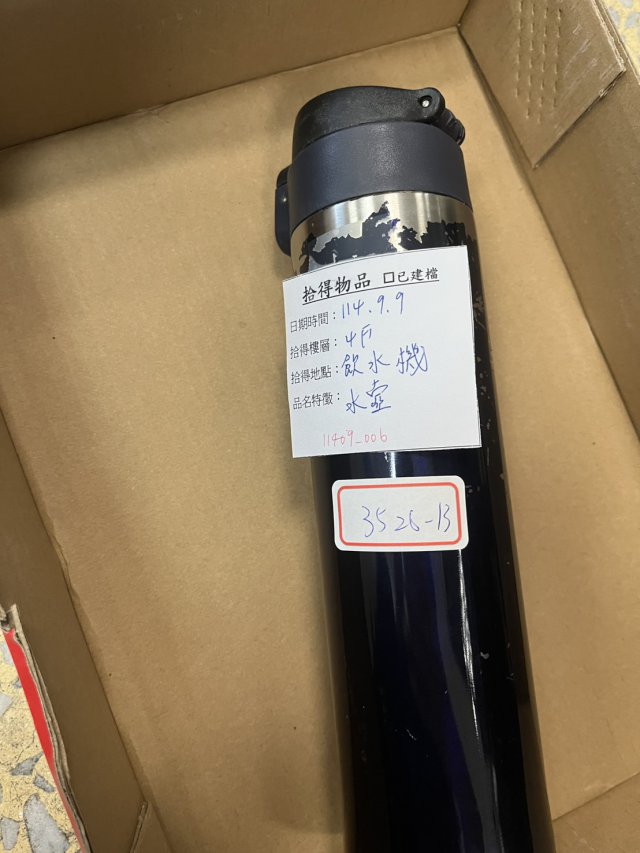 拾得物品 □已建檔
日期時間：114.9.9
拾得樓層：4F
拾得地點：飲水機
品名特徵：水壺
11409_006
3526-13